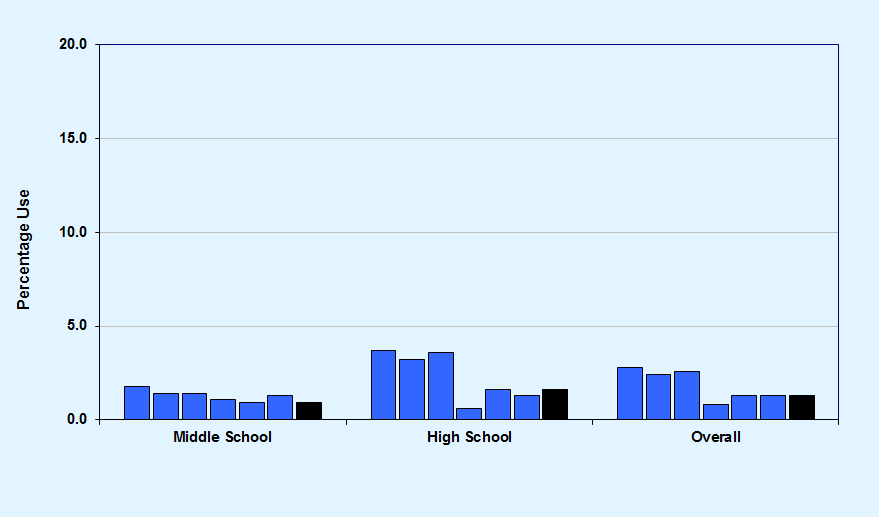 20.0
15.0
10.0
5.0
0.0
Percentage Use
Middle School
High School
Overall